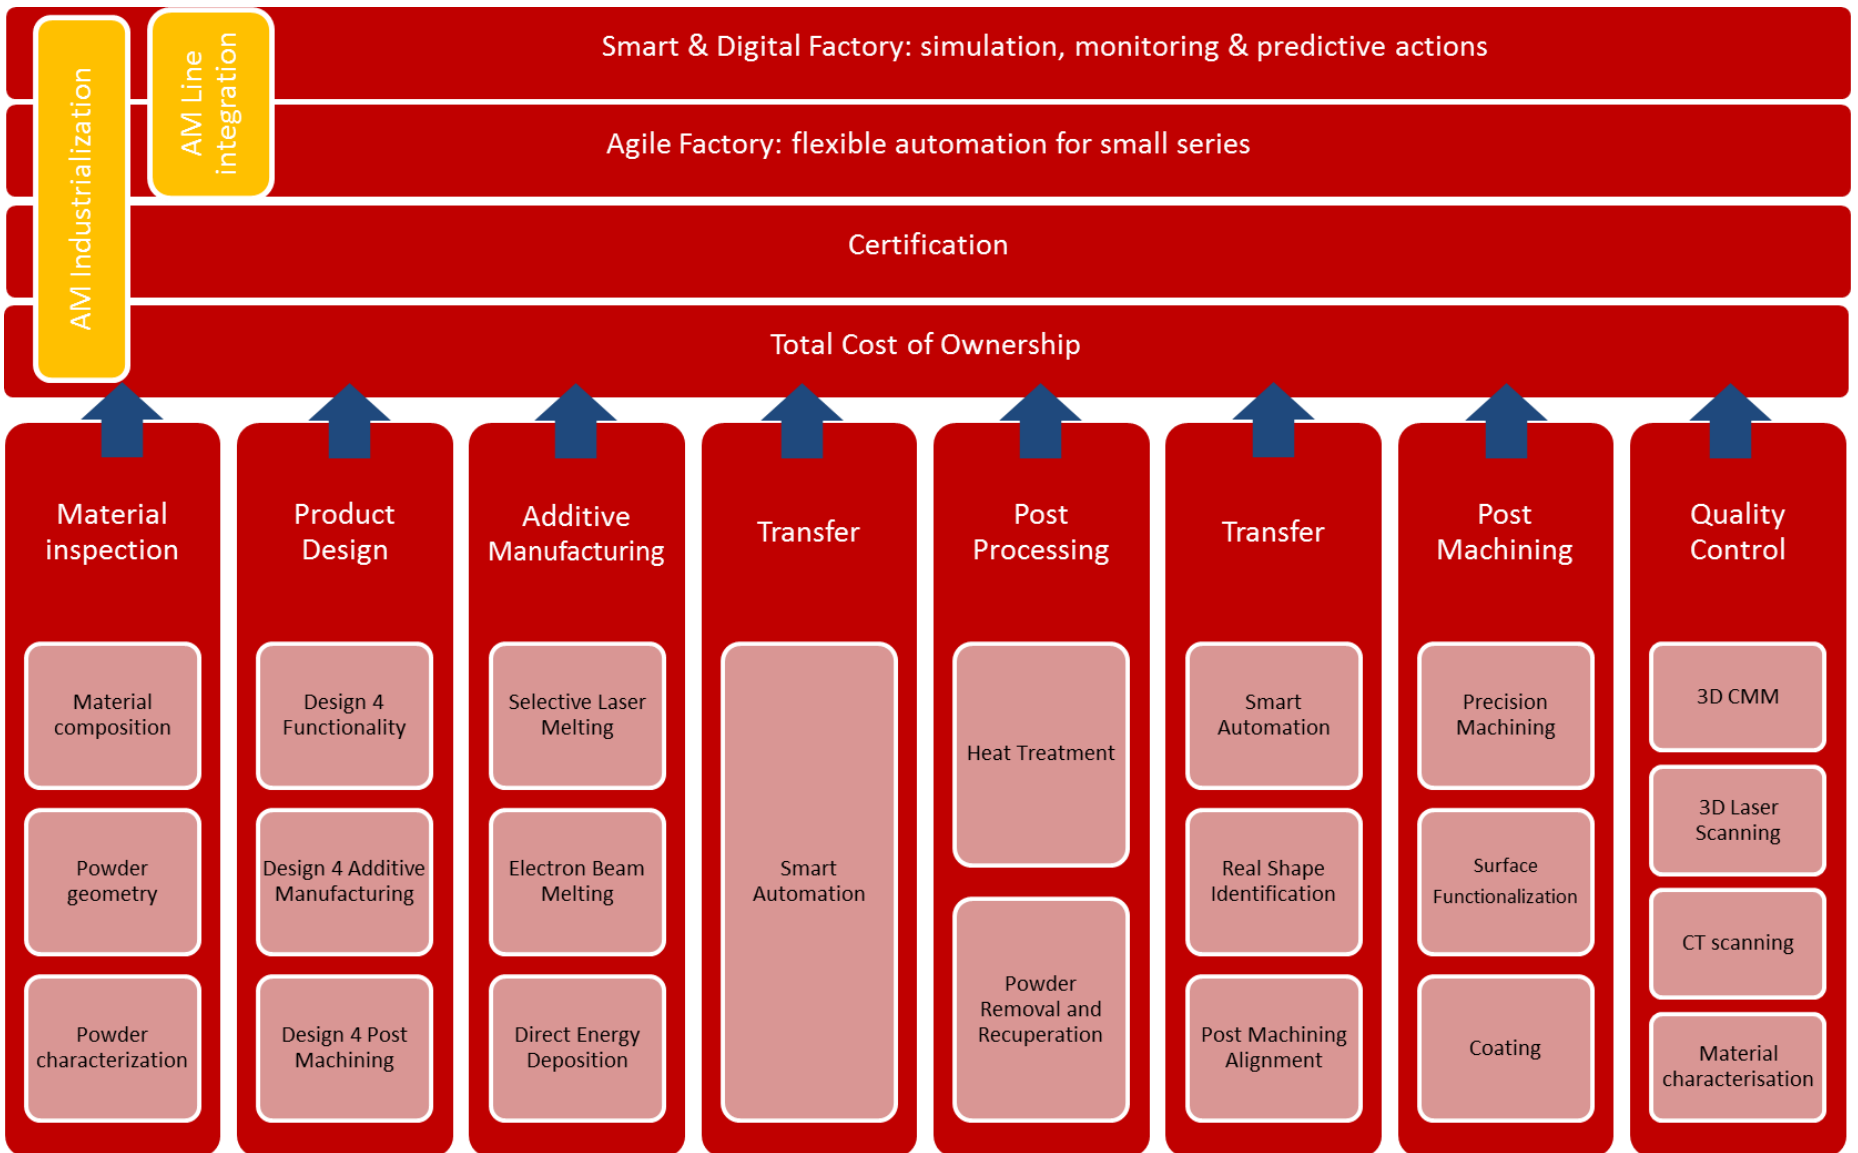 AM Industrialization
AM Line
integration
Smart & Digital Factory: simulation, monitoring & predictive actions
Agile Factory: flexible automation for small series
Certification
Total Cost of Ownership
Material
inspection
Material
composition
Powder
geometry
Powder
characterization
Product
Design
Design 4
Functionality
Design 4 Additive
Manufacturing
Design 4 Post
Machining
Additive
Manufacturing
Selective Laser
Melting
Electron Beam
Melting
Direct Energy
Deposition
Transfer
Smart
Automation
Post
Processing
Heat Treatment
Powder
Removal and
Recuperation
Transfer
Smart
Automation
Real Shape
Identification
Post Machining
Alignment
Post
Machining
Precision
Machining
Surface
Functionalization
Coating
Quality
Control
3D CMM
3D Laser
Scanning
CT scanning
Material
characterisation